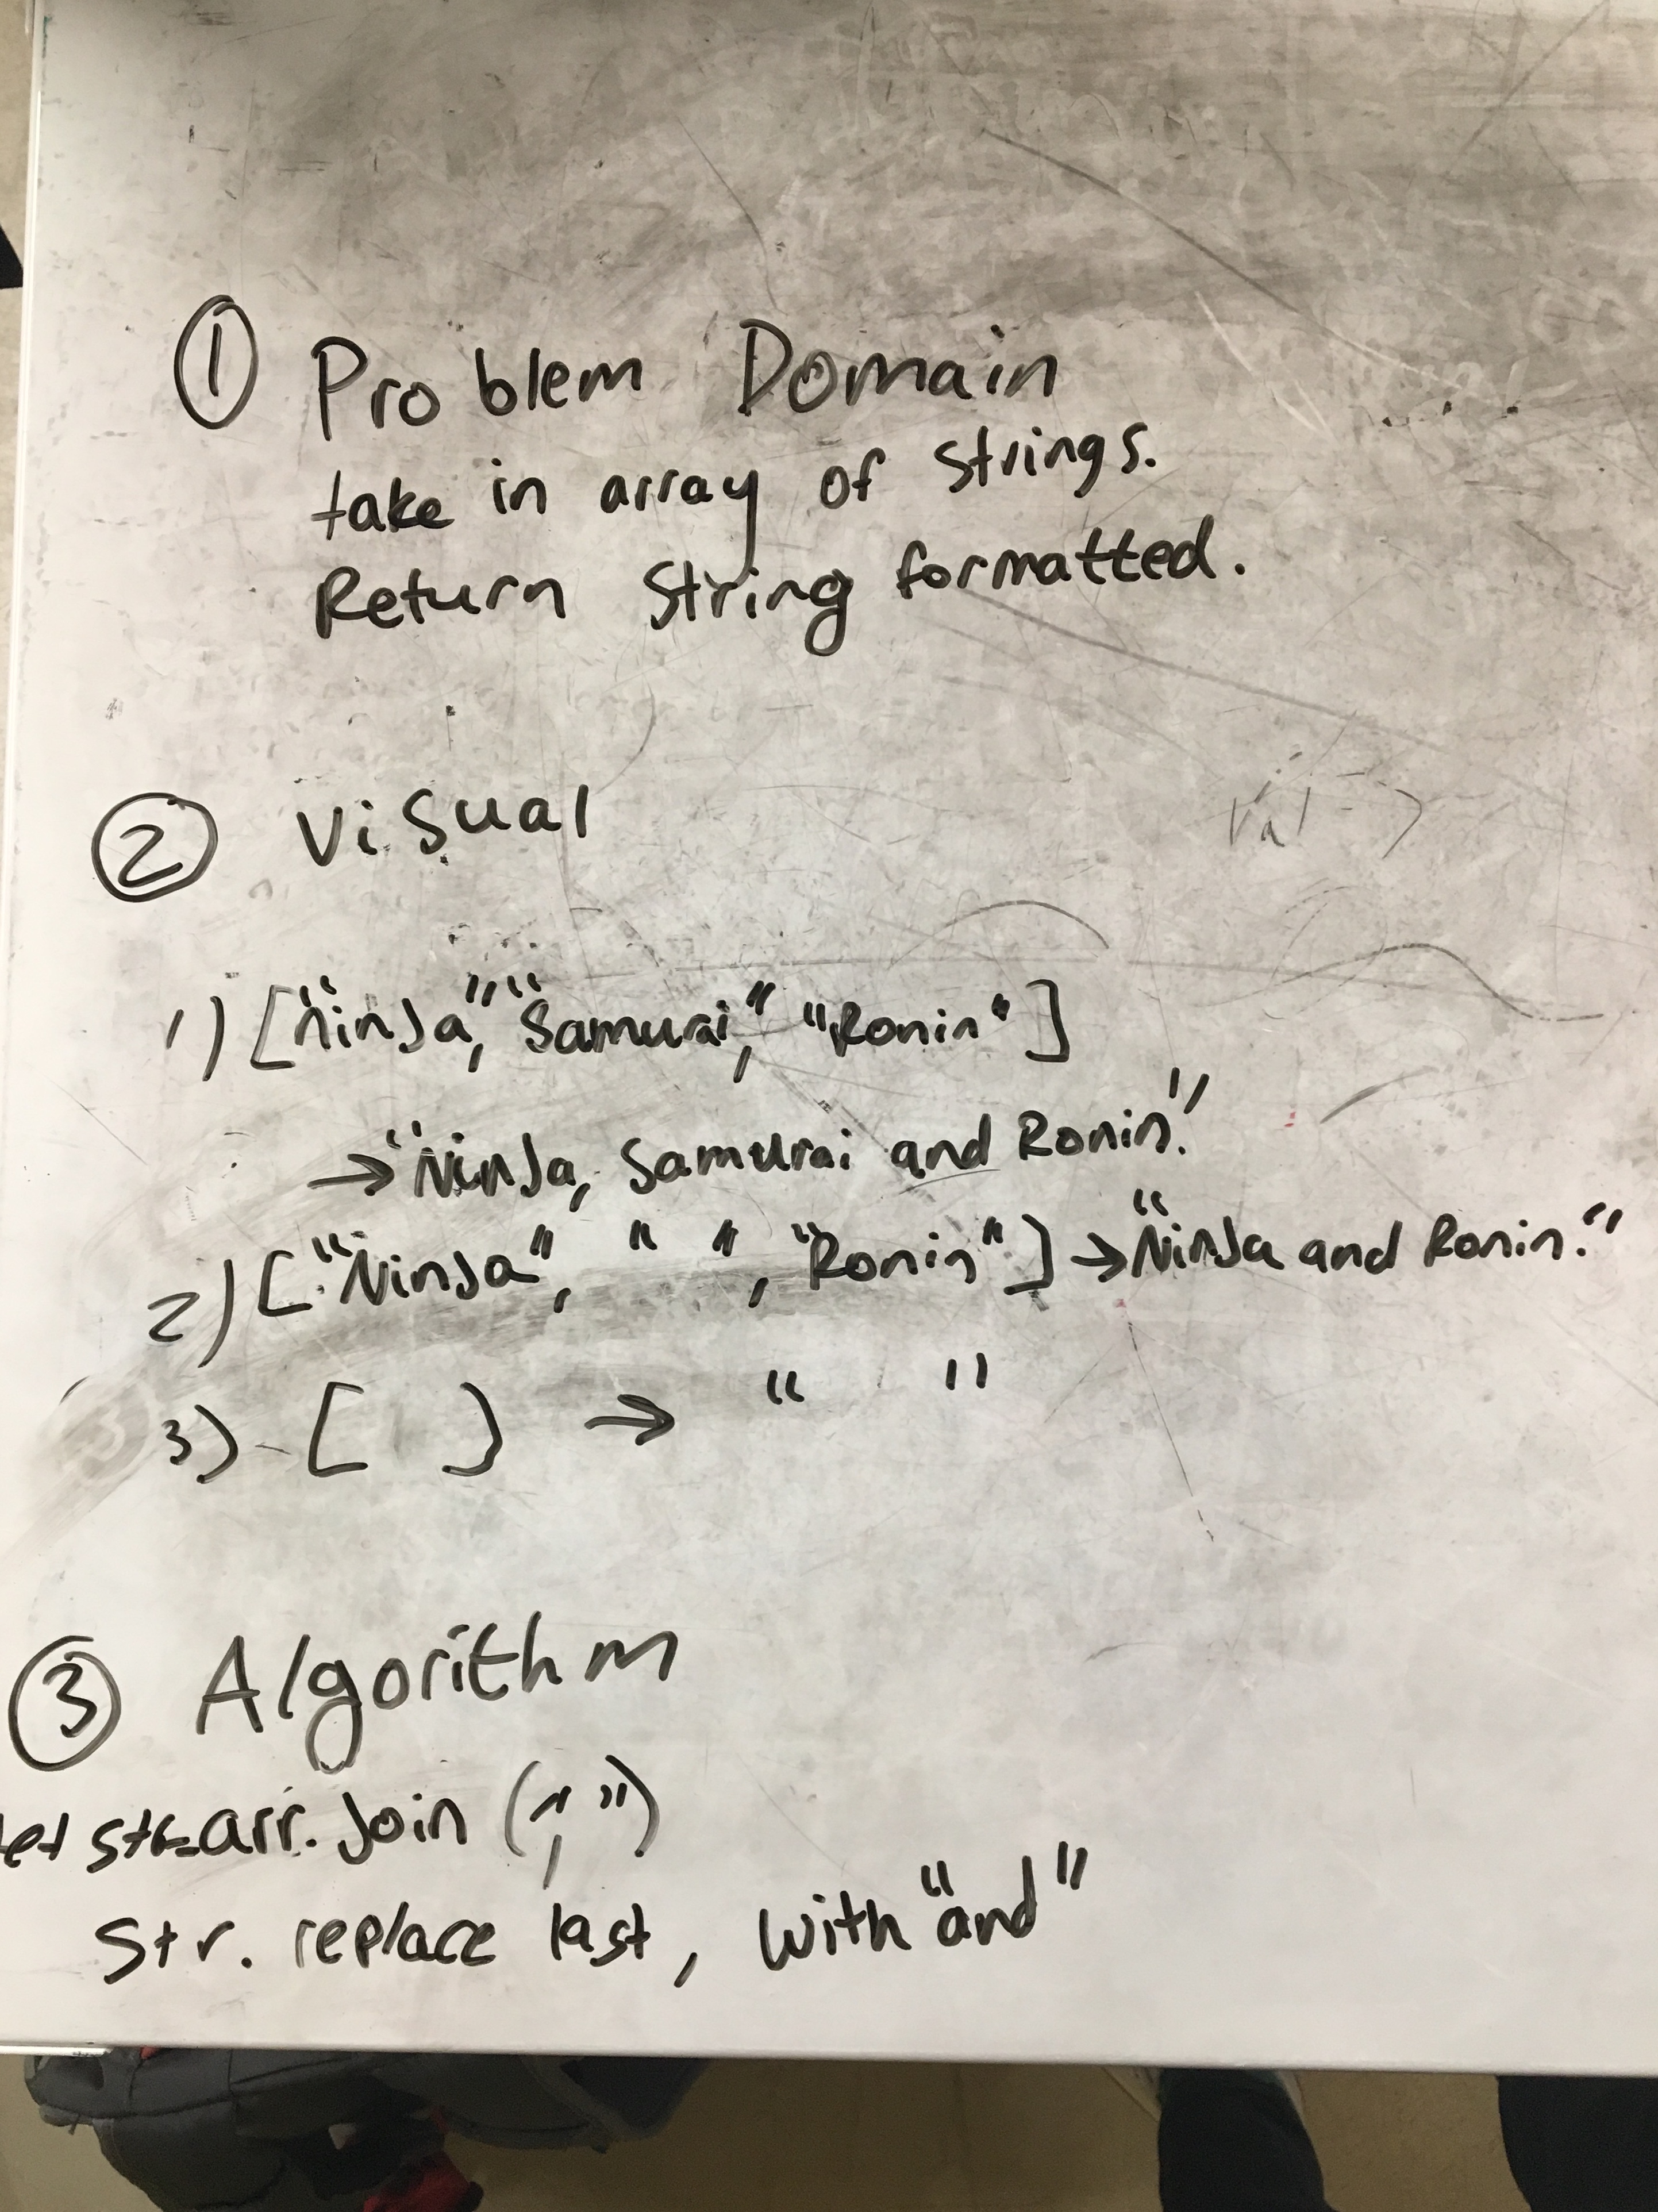 ① Problem Domain
take in array of strings.
Return String formatted.
② Visual
1) ["Ninja," "Samurai," "Ronin"]
→ "Ninja, Samurai and Ronin."
2) ["Ninja", " ", "Ronin"] → "Ninja and Ronin."
3) - [ ] → " "
③ Algorithm
let str=arr.join (", ")
Str. replace last, with "and"